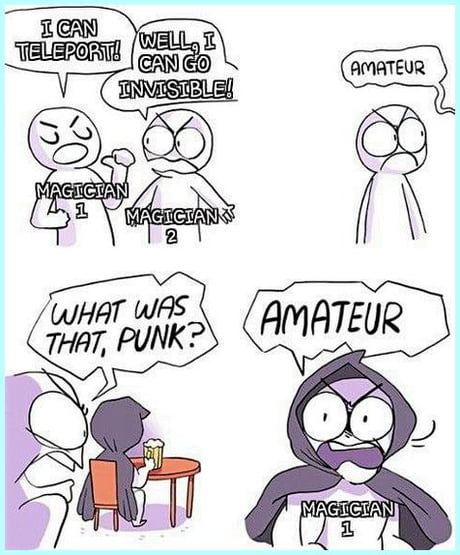 I CAN
TELEPORT!
WELL, I
CAN GO
INVISIBLE!
MAGICIAN
1
MAGICIAN
2
AMATEUR
WHAT WAS
THAT, PUNK?
AMATEUR
MAGICIAN
1